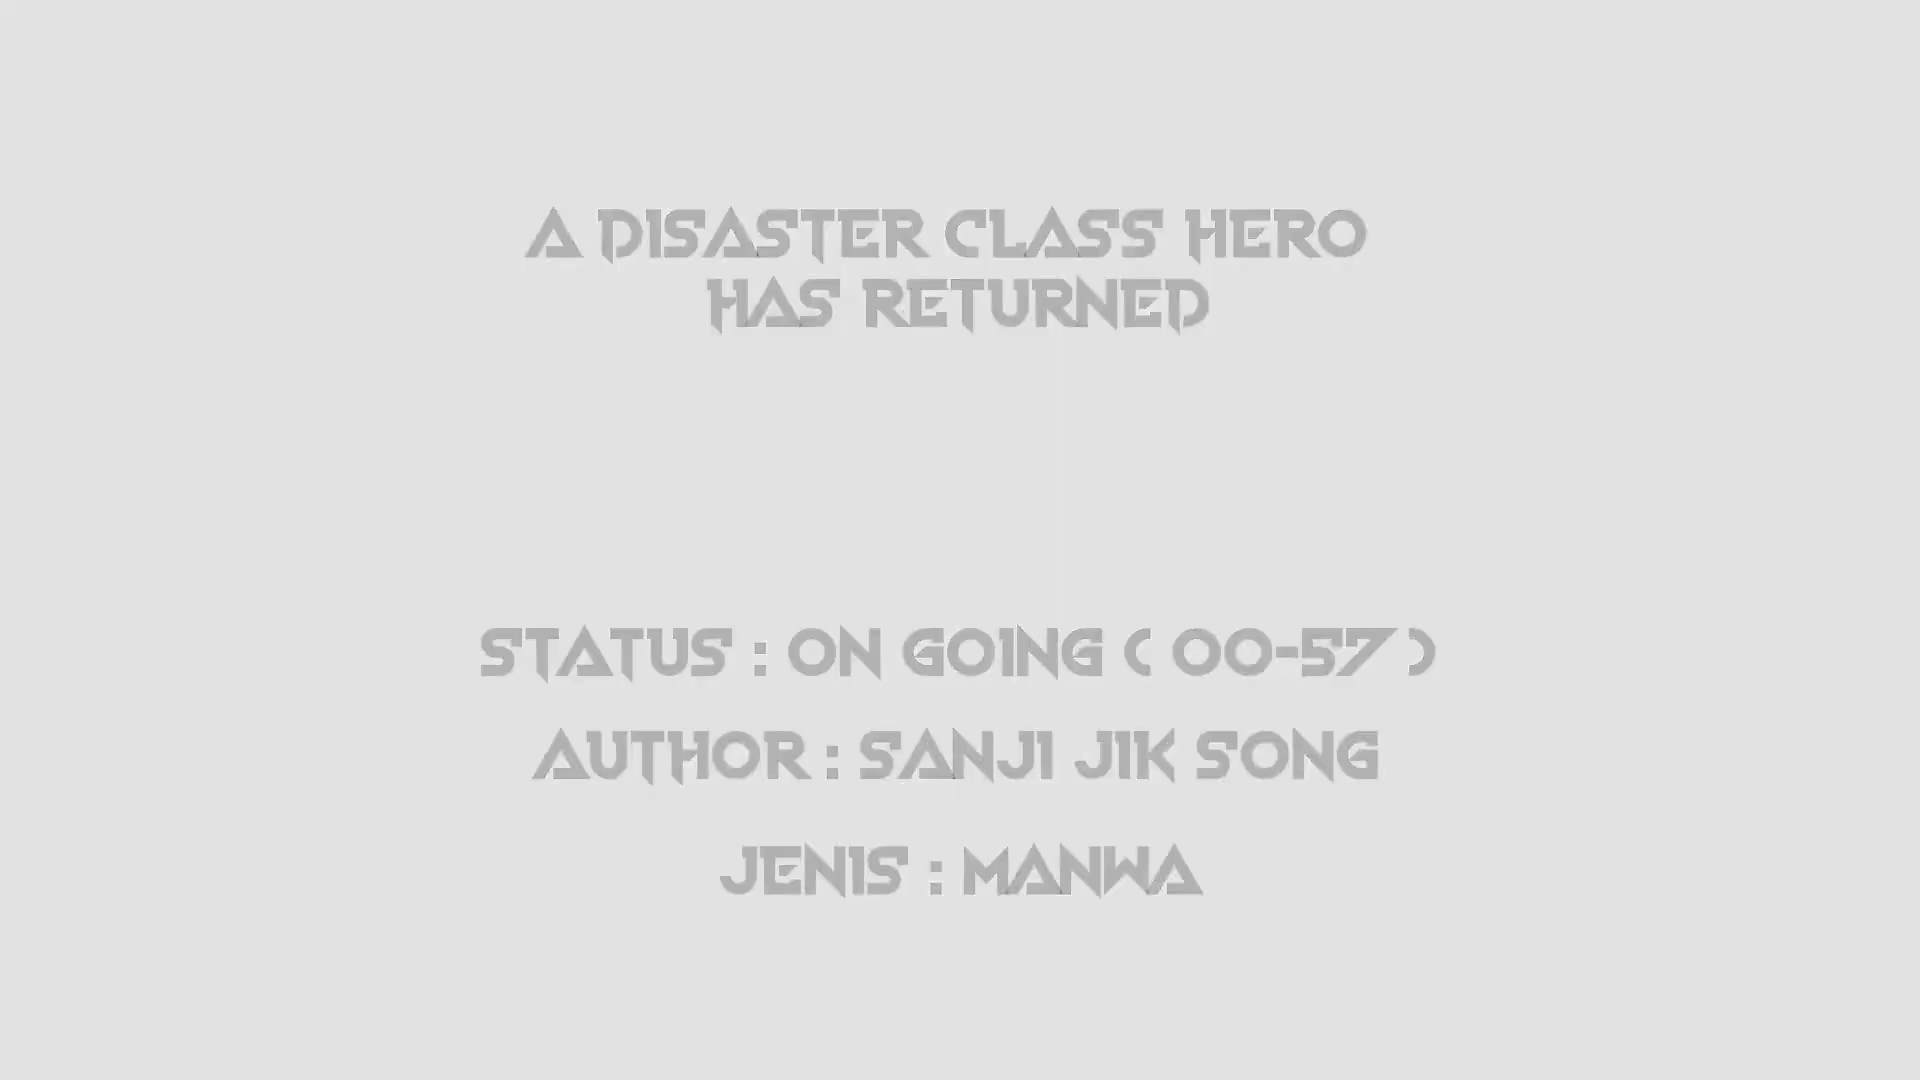 A DISASTER CLASS HERO
HAS RETURNED
STATUS : ON GOING ( 00-57 )
AUTHOR : SANJI JIK SONG
JENIS : MANWA